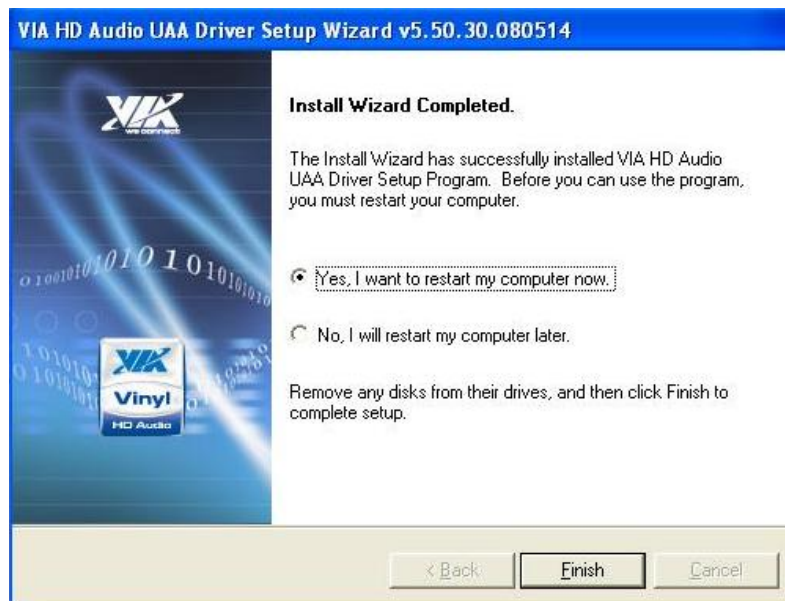 VIA HD Audio UAA Driver Setup Wizard v5.50.30.080514
VIA
we connect
Install Wizard Completed.
The Install Wizard has successfully installed VIA HD Audio
UAA Driver Setup Program. Before you can use the program,
you must restart your computer.
Yes, I want to restart my computer now.
No, I will restart my computer later.
Remove any disks from their drives, and then click Finish to
complete setup.
VIA
Vinyl
HD Audio
< Back
Finish
Cancel